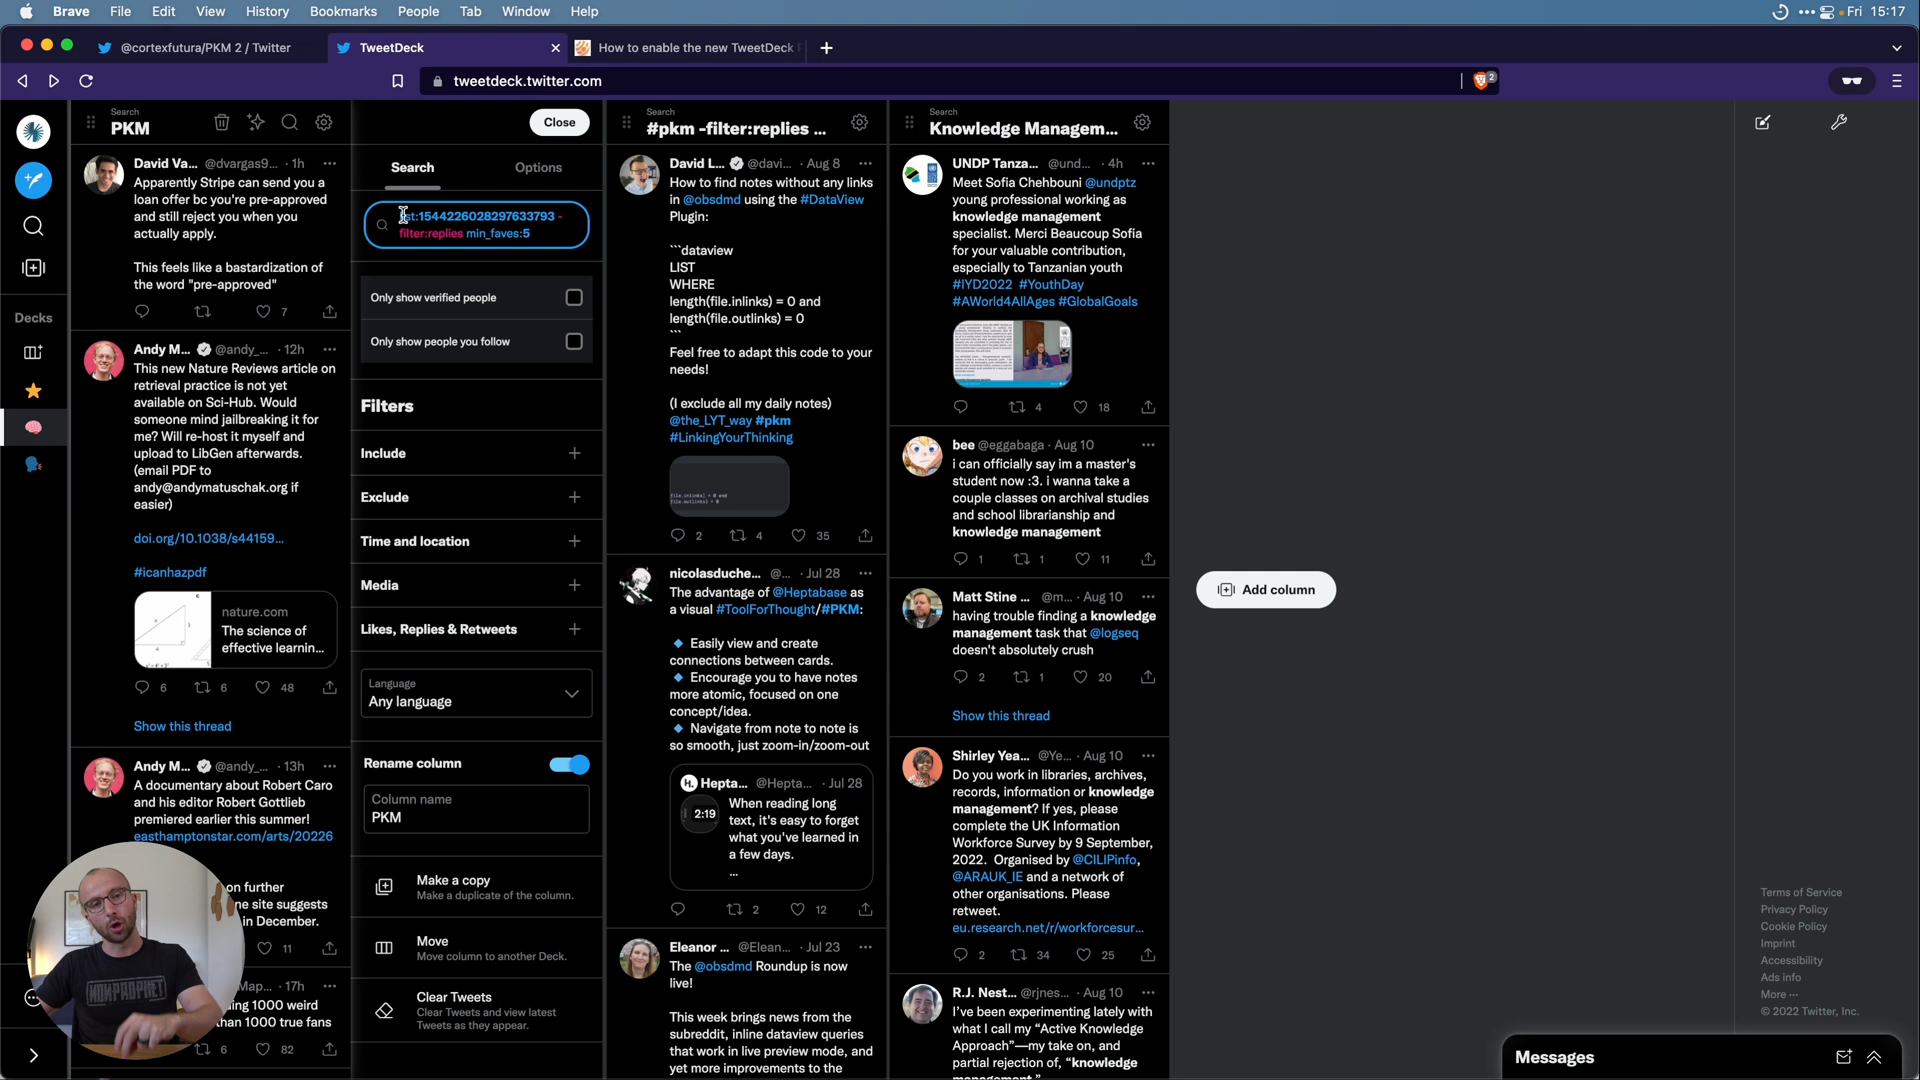 Brave File Edit View History Bookmarks People Tab Window Help Fri 15:17
@cortexfutura/PKM 2 / Twitter
TweetDeck
How to enable the new TweetDeck
tweetdeck.twitter.com
2
Decks
Search
PKM
David Va... @dvargas9... · 1h
Apparently Stripe can send you a
loan offer bc you're pre-approved
and still reject you when you
actually apply.
This feels like a bastardization of
the word "pre-approved"
7
Andy M... @andy_... · 12h
This new Nature Reviews article on
retrieval practice is not yet
available on Sci-Hub. Would
someone mind jailbreaking it for
me? Will re-host it myself and
upload to LibGen afterwards.
(email PDF to
andy@andymatuschak.org if
easier)
doi.org/10.1038/s44159...
#icanhazpdf
nature.com
The science of
effective learnin...
6 6 48
Show this thread
Andy M... @andy_... · 13h
A documentary about Robert Caro
and his editor Robert Gottlieb
premiered earlier this summer!
easthamptonstar.com/arts/20226
on further
ne site suggests
in December.
11
Map... · 17h
ing 1000 weird
than 1000 true fans
6 82
NONPROPHET
Close
Search
Options
st:1544226028297633793 -
filter:replies min_faves:5
Only show verified people
Only show people you follow
Filters
Include
Exclude
Time and location
Media
Likes, Replies & Retweets
Language
Any language
Rename column
Column name
PKM
Make a copy
Make a duplicate of the column.
Move
Move column to another Deck.
Clear Tweets
Clear Tweets and view latest
Tweets as they appear.
Search
#pkm -filter:replies ...
David L... @davi... · Aug 8
How to find notes without any links
in @obsdmd using the #DataView
Plugin:
```dataview
LIST
WHERE
length(file.inlinks) = 0 and
length(file.outlinks) = 0
```
Feel free to adapt this code to your
needs!
(I exclude all my daily notes)
@the_LYT_way #pkm
#LinkingYourThinking
file.inlinks) = 0 and
file.outlinks) = 0
2 4 35
nicolasduche... @... · Jul 28
The advantage of @Heptabase as
a visual #ToolForThought/#PKM:
🔹 Easily view and create
connections between cards.
🔹 Encourage you to have notes
more atomic, focused on one
concept/idea.
🔹 Navigate from note to note is
so smooth, just zoom-in/zoom-out
H. Hepta... @Hepta... · Jul 28
2:19
When reading long
text, it's easy to forget
what you've learned in
a few days.
...
2 12
Eleanor ... @Elean... · Jul 23
The @obsdmd Roundup is now
live!
This week brings news from the
subreddit, inline dataview queries
that work in live preview mode, and
yet more improvements to the
Search
Knowledge Managem...
UNDP Tanza... @und... · 4h
Meet Sofia Chehbouni @undptz
young professional working as
knowledge management
specialist. Merci Beaucoup Sofia
for your valuable contribution,
especially to Tanzanian youth
#IYD2022 #YouthDay
#AWorld4AllAges #GlobalGoals
4 18
bee @eggabaga · Aug 10
i can officially say im a master's
student now :3. i wanna take a
couple classes on archival studies
and school librarianship and
knowledge management
1 1 11
Matt Stine ... @m... · Aug 10
having trouble finding a knowledge
management task that @logseq
doesn't absolutely crush
2 1 20
Show this thread
Shirley Yea... @Ye... · Aug 10
Do you work in libraries, archives,
records, information or knowledge
management? If yes, please
complete the UK Information
Workforce Survey by 9 September,
2022. Organised by @CILIPinfo,
@ARAUK_IE and a network of
other organisations. Please
retweet.
eu.research.net/r/workforcesur...
2 34 25
R.J. Nest... @rjnes... · Aug 10
I've been experimenting lately with
what I call my "Active Knowledge
Approach"—my take on, and
partial rejection of, "knowledge
management."
Add column
Terms of Service
Privacy Policy
Cookie Policy
Imprint
Accessibility
Ads info
More ···
© 2022 Twitter, Inc.
Messages